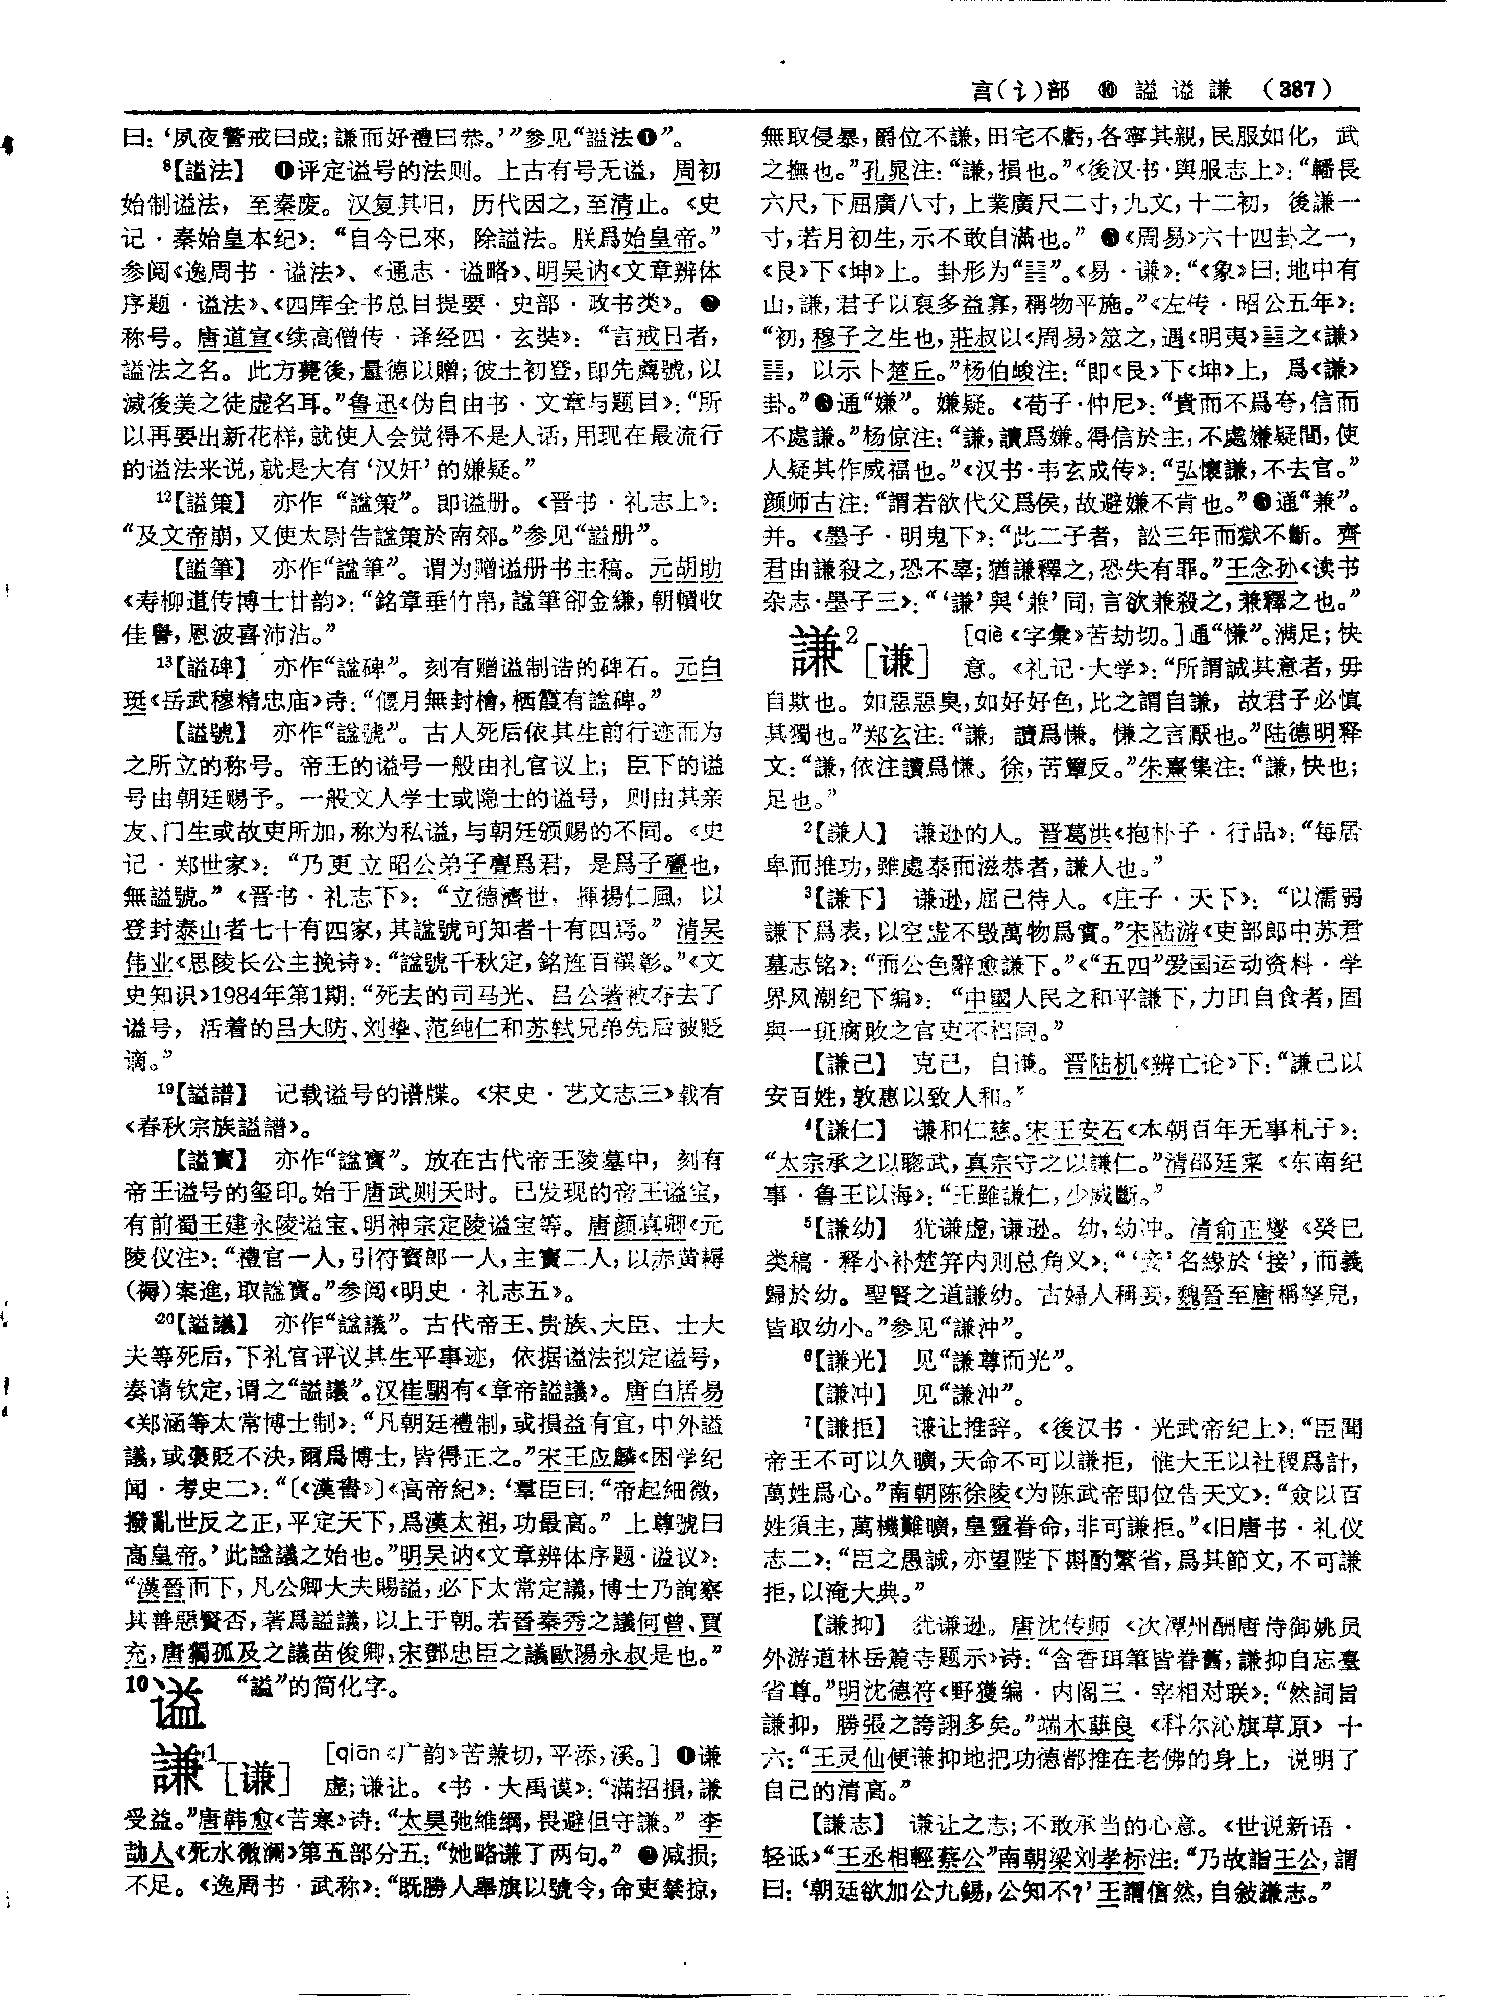 言(讠)部 ⑩ 謚谥謙 (387)
曰：‘夙夜警戒曰成；謙而好禮曰恭。’”参见“謚法❶”。
⁸【謚法】 ❶评定谥号的法则。上古有号无谥，周初
始制谥法，至秦废。汉复其旧，历代因之，至清止。《史
记·秦始皇本纪》：“自今已來，除謚法。朕爲始皇帝。”
参阅《逸周书·谥法》、《通志·谥略》、明吴讷《文章辨体
序题·谥法》、《四库全书总目提要·史部·政书类》。❷
称号。唐道宣《续高僧传·译经四·玄奘》：“言戒日者，
謚法之名。此方薨後，量德以贈；彼土初登，即先薦號，以
滅後美之徒虚名耳。”鲁迅《伪自由书·文章与题目》：“所
以再要出新花样，就使人会觉得不是人话，用现在最流行
的谥法来说，就是大有‘汉奸’的嫌疑。”
¹²【謚策】 亦作“諡策”。即谥册。《晋书·礼志上》：
“及文帝崩，又使太尉告諡策於南郊。”参见“謚册”。
【謚筆】 亦作“諡筆”。谓为赠谥册书主稿。元胡助
《寿柳道传博士廿韵》：“銘章垂竹帛，諡筆卻金縑，朝幘收
佳譽，恩波喜沛沾。”
¹³【謚碑】 亦作“諡碑”。刻有赠谥制诰的碑石。元白
珽《岳武穆精忠庙》诗：“偃月無封檜，栖霞有諡碑。”
【謚號】 亦作“諡號”。古人死后依其生前行迹而为
之所立的称号。帝王的谥号一般由礼官议上；臣下的谥
号由朝廷赐予。一般文人学士或隐士的谥号，则由其亲
友、门生或故吏所加，称为私谥，与朝廷颁赐的不同。《史
记·郑世家》：“乃更立昭公弟子亹爲君，是爲子亹也，
無謚號。”《晋书·礼志下》：“立德濟世，揮揚仁風，以
登封泰山者七十有四家，其諡號可知者十有四焉。”清吴
伟业《思陵长公主挽诗》：“諡號千秋定，銘旌百禩彰。”《文
史知识》1984年第1期：“死去的司马光、吕公著被夺去了
谥号，活着的吕大防、刘挚、范纯仁和苏轼兄弟先后被贬
谪。”
¹⁹【謚譜】 记载谥号的谱牒。《宋史·艺文志三》载有
《春秋宗族謚譜》。
【謚寶】 亦作“諡寶”。放在古代帝王陵墓中，刻有
帝王谥号的玺印。始于唐武则天时。已发现的帝王谥宝，
有前蜀王建永陵谥宝、明神宗定陵谥宝等。唐颜真卿《元
陵仪注》：“禮官一人，引符寶郎一人，主寶二人，以赤黄褥
(褥)案進，取諡寶。”参阅《明史·礼志五》。
²⁰【謚議】 亦作“諡議”。古代帝王、贵族、大臣、士大
夫等死后，下礼官评议其生平事迹，依据谥法拟定谥号，
奏请钦定，谓之“謚議”。汉崔駰有《章帝謚議》。唐白居易
《郑涵等太常博士制》：“凡朝廷禮制，或損益有宜，中外謚
議，或褒貶不決，爾爲博士，皆得正之。”宋王应麟《困学纪
闻·考史二》：“〔《漢書》〕《高帝紀》：‘羣臣曰：“帝起細微，
撥亂世反之正，平定天下，爲漢太祖，功最高。”上尊號曰
高皇帝。’此諡議之始也。”明吴讷《文章辨体序题·谥议》：
“漢晉而下，凡公卿大夫賜謚，必下太常定議，博士乃詢察
其善惡賢否，著爲謚議，以上于朝。若晉秦秀之議何曾、賈
充，唐獨孤及之議苗俊卿，宋鄧忠臣之議歐陽永叔是也。”
10 谥 “謚”的简化字。
謙¹[谦] [qiān《广韵》苦兼切，平添，溪。] ❶谦
虚；谦让。《书·大禹谟》：“滿招損，謙
受益。”唐韩愈《苦寒》诗：“太昊弛維綱，畏避但守謙。”李
劼人《死水微澜》第五部分五：“她略谦了两句。”❷减损；
不足。《逸周书·武称》：“既勝人舉旗以號令，命吏禁掠，
無取侵暴，爵位不謙，田宅不虧，各寧其親，民服如化，武
之撫也。”孔晁注：“謙，損也。”《後汉书·舆服志上》：“轓長
六尺，下屈廣八寸，上業廣尺二寸，九文，十二初，後謙一
寸，若月初生，示不敢自滿也。”❸《周易》六十四卦之一，
《艮》下《坤》上。卦形为“䷎”。《易·谦》：“《象》曰：地中有
山，謙，君子以裒多益寡，稱物平施。”《左传·昭公五年》：
“初，穆子之生也，莊叔以《周易》筮之，遇《明夷》䷣之《謙》
䷎，以示卜楚丘。”杨伯峻注：“即《艮》下《坤》上，爲《謙》
卦。”❹通“嫌”。嫌疑。《荀子·仲尼》：“貴而不爲夸，信而
不處謙。”杨倞注：“謙，讀爲嫌。得信於主，不處嫌疑間，使
人疑其作威福也。”《汉书·韦玄成传》：“弘懷謙，不去官。”
颜师古注：“謂若欲代父爲侯，故避嫌不肯也。”❺通“兼”。
并。《墨子·明鬼下》：“此二子者，訟三年而獄不斷。齊
君由謙殺之，恐不辜；猶謙釋之，恐失有罪。”王念孙《读书
杂志·墨子三》：“‘謙’與‘兼’同，言欲兼殺之，兼釋之也。”
謙²[谦] [qiè《字彙》苦劫切。]通“慊”。满足；快
意。《礼记·大学》：“所謂誠其意者，毋
自欺也。如惡惡臭，如好好色，此之謂自謙，故君子必慎
其獨也。”郑玄注：“謙，讀爲慊。慊之言厭也。”陆德明释
文：“謙，依注讀爲慊。徐，苦簟反。”朱熹集注：“謙，快也；
足也。”
²【謙人】 谦逊的人。晋葛洪《抱朴子·行品》：“每居
卑而推功，雖處泰而滋恭者，謙人也。”
³【謙下】 谦逊，屈己待人。《庄子·天下》：“以濡弱
謙下爲表，以空虚不毀萬物爲實。”宋陆游《吏部郎中苏君
墓志铭》：“而公色辭愈謙下。”《“五四”爱国运动资料·学
界风潮纪下编》：“中國人民之和平謙下，力田自食者，固
與一班腐敗之官吏不相同。”
【謙己】 克己，自谦。晋陆机《辨亡论》下：“謙己以
安百姓，敦惠以致人和。”
⁴【謙仁】 谦和仁慈。宋王安石《本朝百年无事札子》：
“太宗承之以聰武，真宗守之以謙仁。”清邵廷寀《东南纪
事·鲁王以海》：“王雖謙仁，少威斷。”
⁵【謙幼】 犹谦虚，谦逊。幼，幼冲。清俞正燮《癸巳
类稿·释小补楚笄内则总角义》：“‘妾’名緣於‘接’，而義
歸於幼。聖賢之道謙幼。古婦人稱妾，魏晉至唐稱孥兒，
皆取幼小。”参见“謙沖”。
⁶【謙光】 见“謙尊而光”。
【謙冲】 见“謙沖”。
⁷【謙拒】 谦让推辞。《後汉书·光武帝纪上》：“臣聞
帝王不可以久曠，天命不可以謙拒，惟大王以社稷爲計，
萬姓爲心。”南朝陈徐陵《为陈武帝即位告天文》：“僉以百
姓須主，萬機難曠，皇靈眷命，非可謙拒。”《旧唐书·礼仪
志二》：“臣之愚誠，亦望陛下斟酌繁省，爲其節文，不可謙
拒，以淹大典。”
【謙抑】 犹谦逊。唐沈传师《次潭州酬唐侍御姚员
外游道林岳麓寺题示》诗：“含香珥筆皆眷舊，謙抑自忘臺
省尊。”明沈德符《野獲编·内阁三·宰相对联》：“然詞旨
謙抑，勝張之誇詡多矣。”端木蕻良《科尔沁旗草原》十
六：“王灵仙便谦抑地把功德都推在老佛的身上，说明了
自己的清高。”
【謙志】 谦让之志；不敢承当的心意。《世说新语·
轻诋》“王丞相輕蔡公”南朝梁刘孝标注：“乃故詣王公，謂
曰：‘朝廷欲加公九錫，公知不？’王謂信然，自敍謙志。”